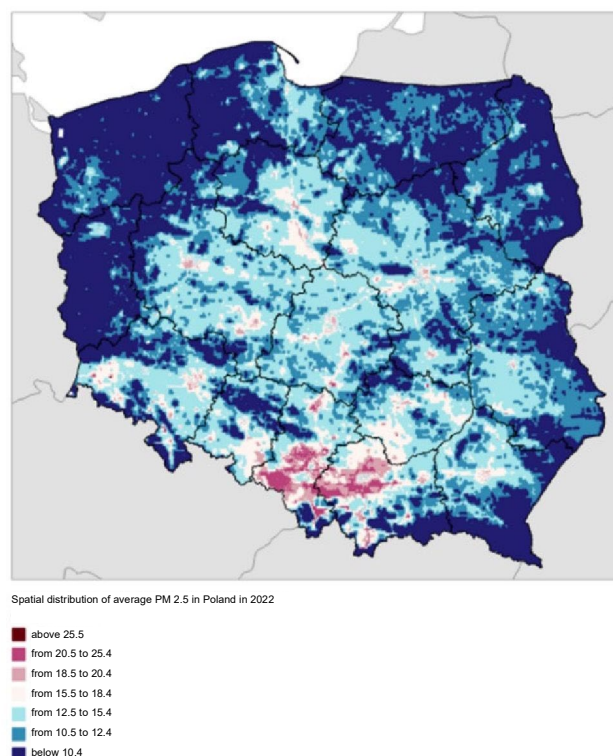 Spatial distribution of average PM 2.5 in Poland in 2022
above 25.5
from 20.5 to 25.4
from 18.5 to 20.4
from 15.5 to 18.4
from 12.5 to 15.4
from 10.5 to 12.4
below 10.4